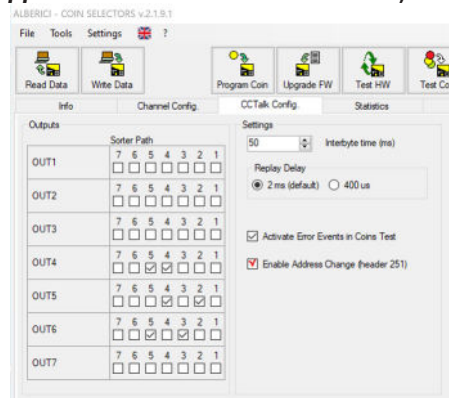 ALBERICI - COIN SELECTORS v.2.1.9.1
File Tools Settings ?
Read Data Write Data Program Coin Upgrade FW Test HW Test Co
Info Channel Config. CCTalk Config. Statistics
Outputs
Sorter Path
OUT1 7 6 5 4 3 2 1
OUT2 7 6 5 4 3 2 1
OUT3 7 6 5 4 3 2 1
OUT4 7 6 5 4 3 2 1
OUT5 7 6 5 4 3 2 1
OUT6 7 6 5 4 3 2 1
OUT7 7 6 5 4 3 2 1
Settings
50 Interbyte time (ms)
Replay Delay
2 ms (default) 400 us
Activate Error Events in Coins Test
Enable Address Change (header 251)